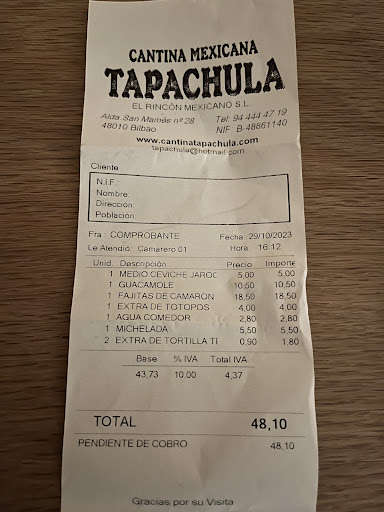 CANTINA MEXICANA
TAPACHULA
EL RINCÓN MEXICANO S.L.
Alda. San Mamés nº 28 Tel: 94 444 47 19
48010 Bilbao NIF B-48861140
www.cantinatapachula.com
tapachula@hotmail.com
Cliente
N.I.F.:
Nombre:
Dirección:
Población:
Fra : COMPROBANTE Fecha: 29/10/2023
Le Atendió: Camarero 01 Hora: 16:12
Unid. Descripción Precio Importe
1 MEDIO CEVICHE JAROC 5,00 5,00
1 GUACAMOLE 10,50 10,50
1 FAJITAS DE CAMARON 18,50 18,50
1 EXTRA DE TOTOPOS 4,00 4,00
1 AGUA COMEDOR 2,80 2,80
1 MICHELADA 5,50 5,50
2 EXTRA DE TORTILLA TI 0,90 1,80
Base % IVA Total IVA
43,73 10,00 4,37
TOTAL 48,10
PENDIENTE DE COBRO 48,10
Gracias por su Visita